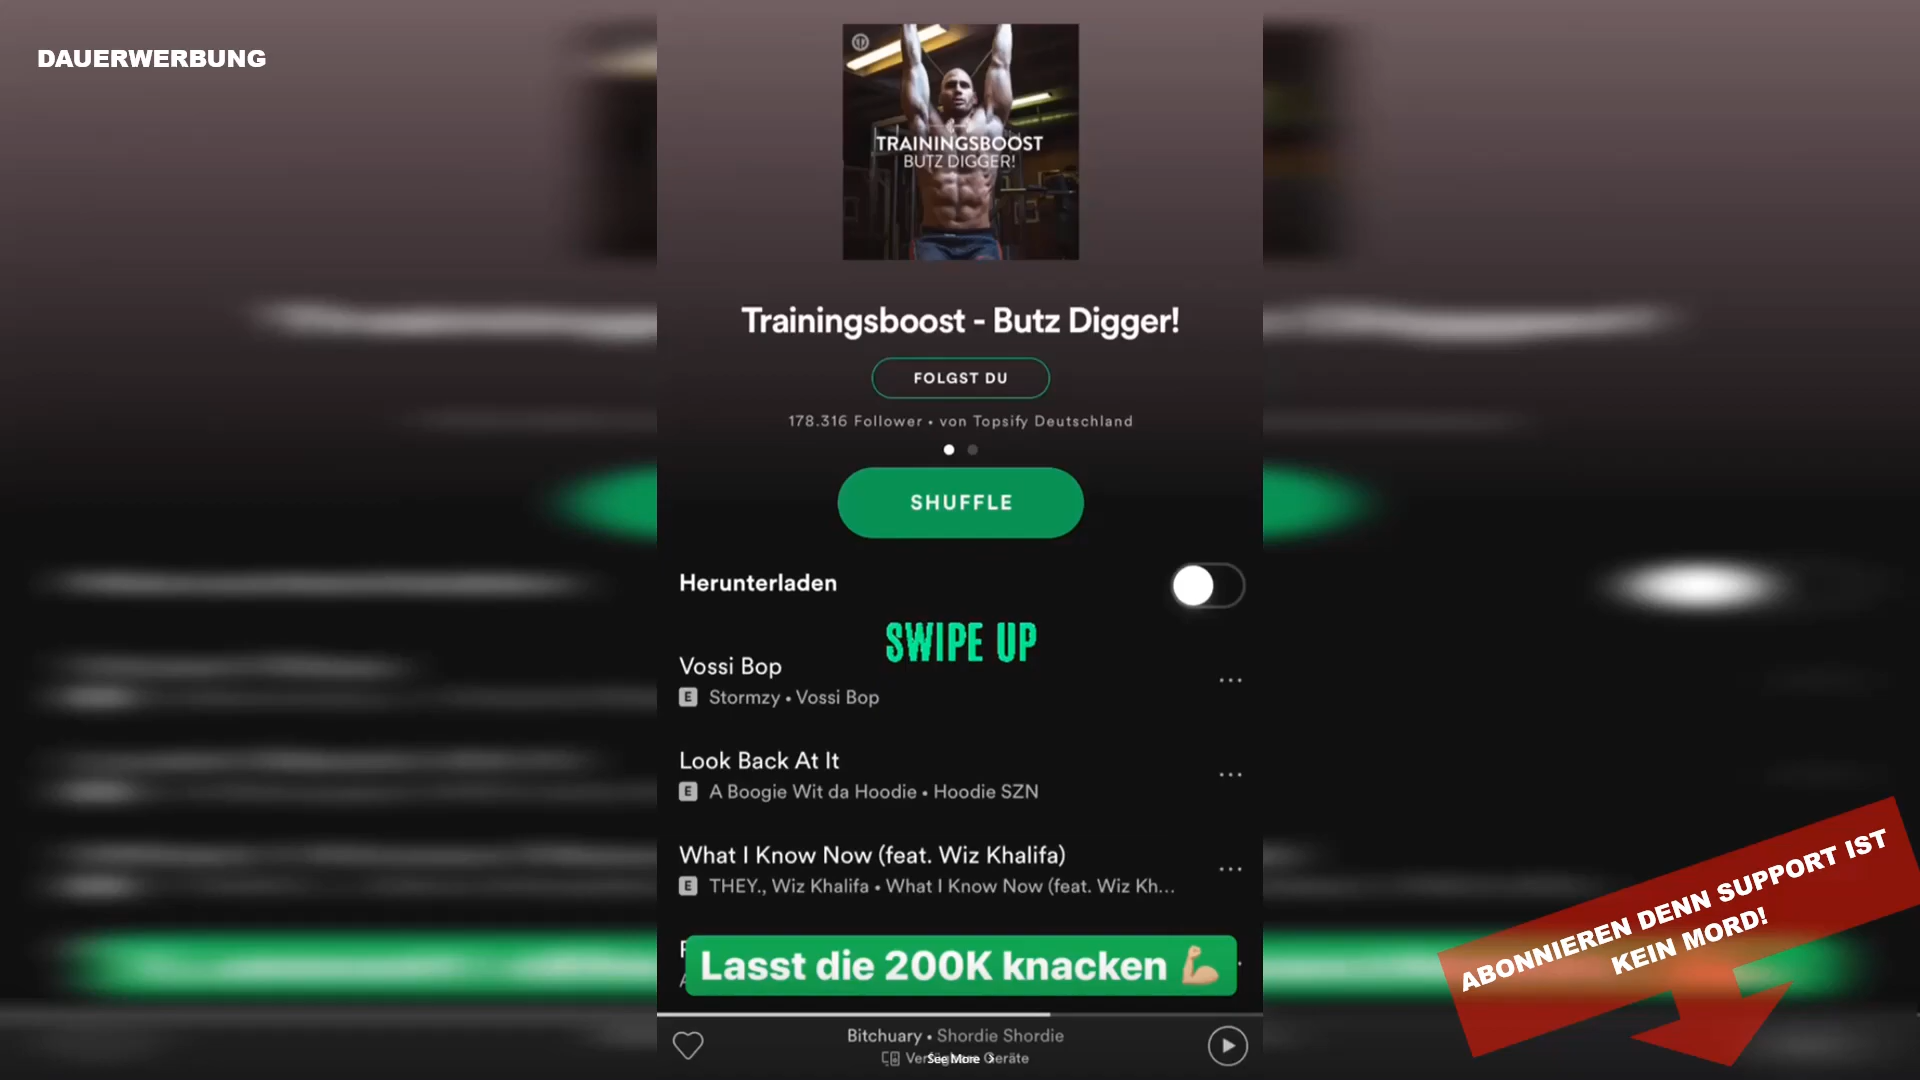 DAUERWERBUNG
TRAININGSBOOST
BUTZ DIGGER!
Trainingsboost - Butz Digger!
FOLGST DU
178.316 Follower • von Topsify Deutschland
SHUFFLE
Herunterladen
SWIPE UP
Vossi Bop
E Stormzy • Vossi Bop
Look Back At It
E A Boogie Wit da Hoodie • Hoodie SZN
What I Know Now (feat. Wiz Khalifa)
E THEY., Wiz Khalifa • What I Know Now (feat. Wiz Kh...
Lasst die 200K knacken 💪🏼
Bitchuary • Shordie Shordie
See More
Geräte
ABONNIEREN DENN SUPPORT IST
KEIN MORD!